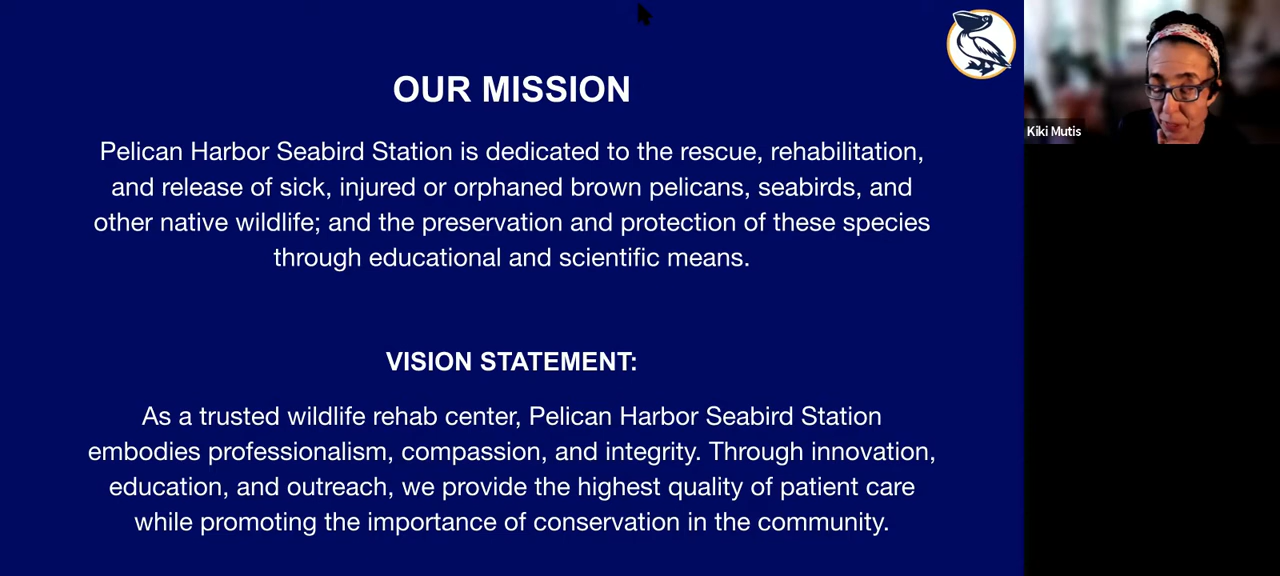 OUR MISSION
Pelican Harbor Seabird Station is dedicated to the rescue, rehabilitation,
and release of sick, injured or orphaned brown pelicans, seabirds, and
other native wildlife; and the preservation and protection of these species
through educational and scientific means.
VISION STATEMENT:
As a trusted wildlife rehab center, Pelican Harbor Seabird Station
embodies professionalism, compassion, and integrity. Through innovation,
education, and outreach, we provide the highest quality of patient care
while promoting the importance of conservation in the community.
Kiki Mutis